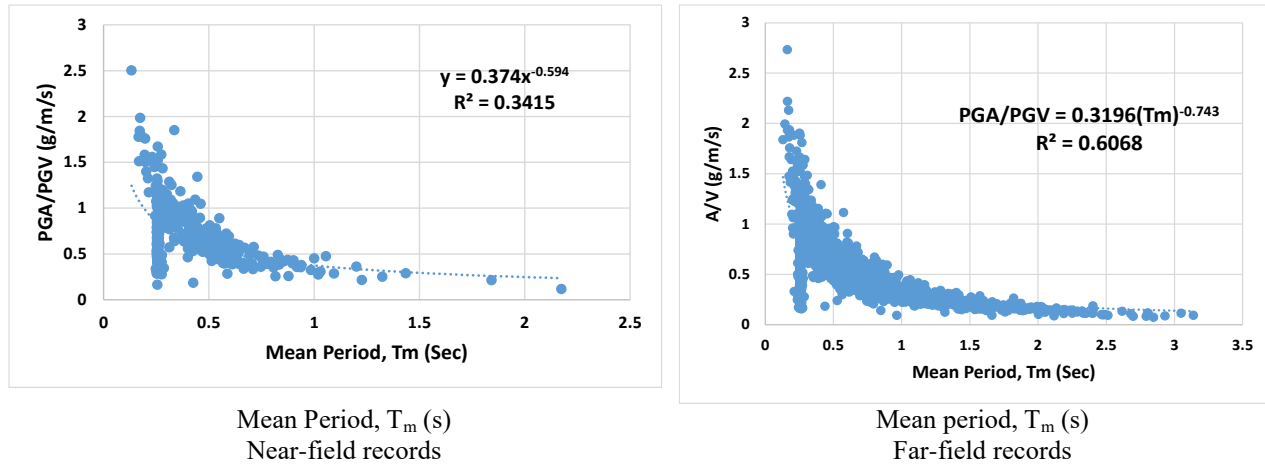 3
2.5
2
1.5
1
0.5
0
PGA/PGV (g/m/s)
y = 0.374x^-0.594
R² = 0.3415
0 0.5 1 1.5 2 2.5
Mean Period, Tm (Sec)
Mean Period, Tₘ (s)
Near-field records
3
2.5
2
1.5
1
0.5
0
A/V (g/m/s)
PGA/PGV = 0.3196(Tm)^-0.743
R² = 0.6068
0 0.5 1 1.5 2 2.5 3 3.5
Mean Period, Tm (Sec)
Mean period, Tₘ (s)
Far-field records